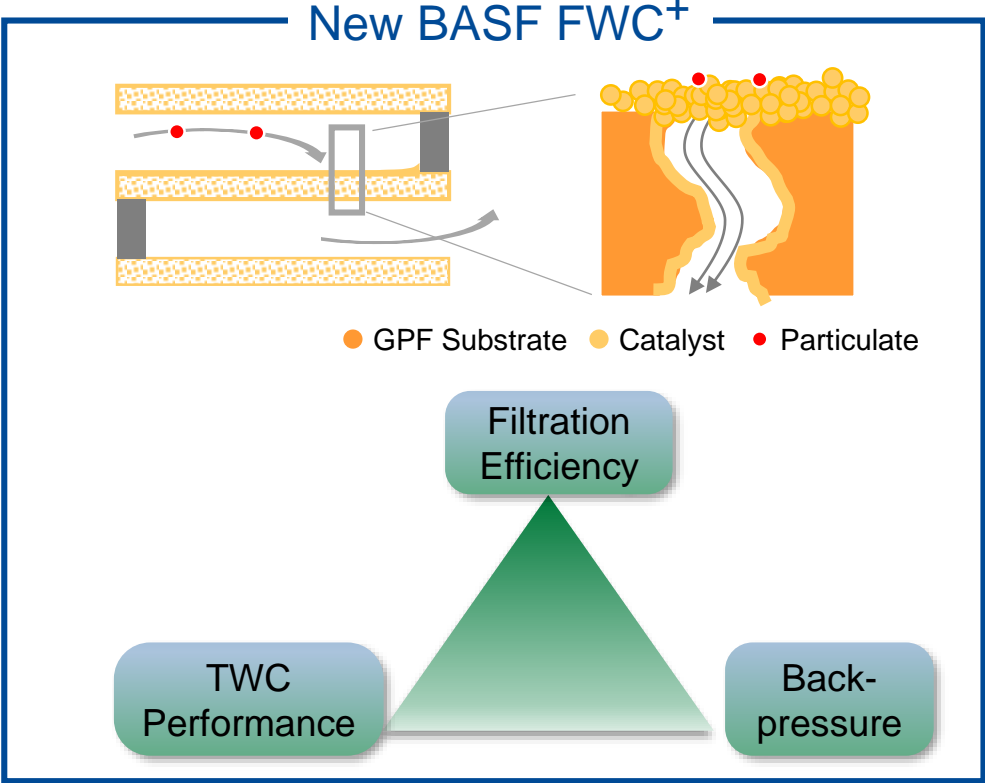 New BASF FWC+
GPF Substrate
Catalyst
Particulate
Filtration
Efficiency
TWC
Performance
Back-
pressure